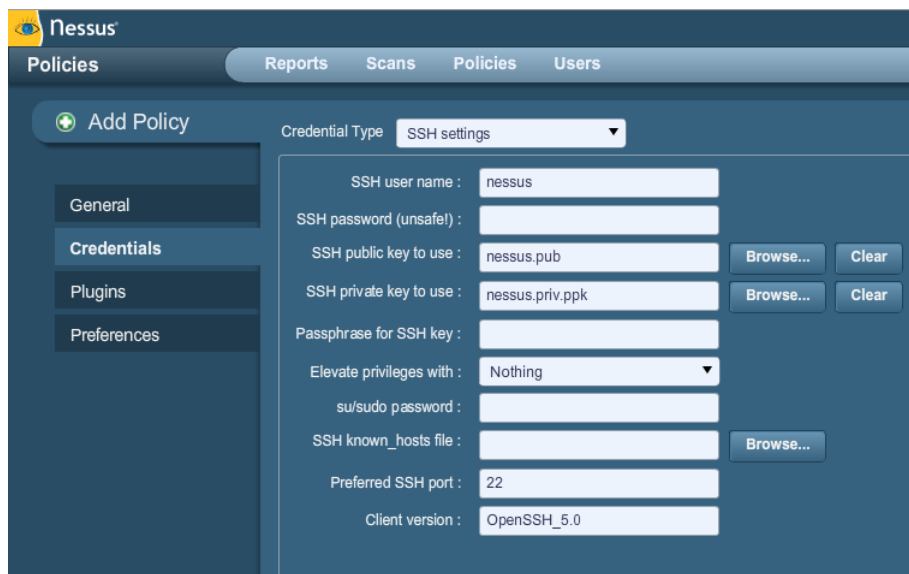 Nessus
Policies
Reports Scans Policies Users
Add Policy
General
Credentials
Plugins
Preferences
Credential Type SSH settings
SSH user name : nessus
SSH password (unsafe!) :
SSH public key to use : nessus.pub Browse... Clear
SSH private key to use : nessus.priv.ppk Browse... Clear
Passphrase for SSH key :
Elevate privileges with : Nothing
su/sudo password :
SSH known_hosts file : Browse...
Preferred SSH port : 22
Client version : OpenSSH_5.0